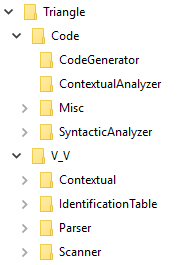 Triangle
Code
CodeGenerator
ContextualAnalyzer
Misc
SyntacticAnalyzer
V_V
Contextual
IdentificationTable
Parser
Scanner